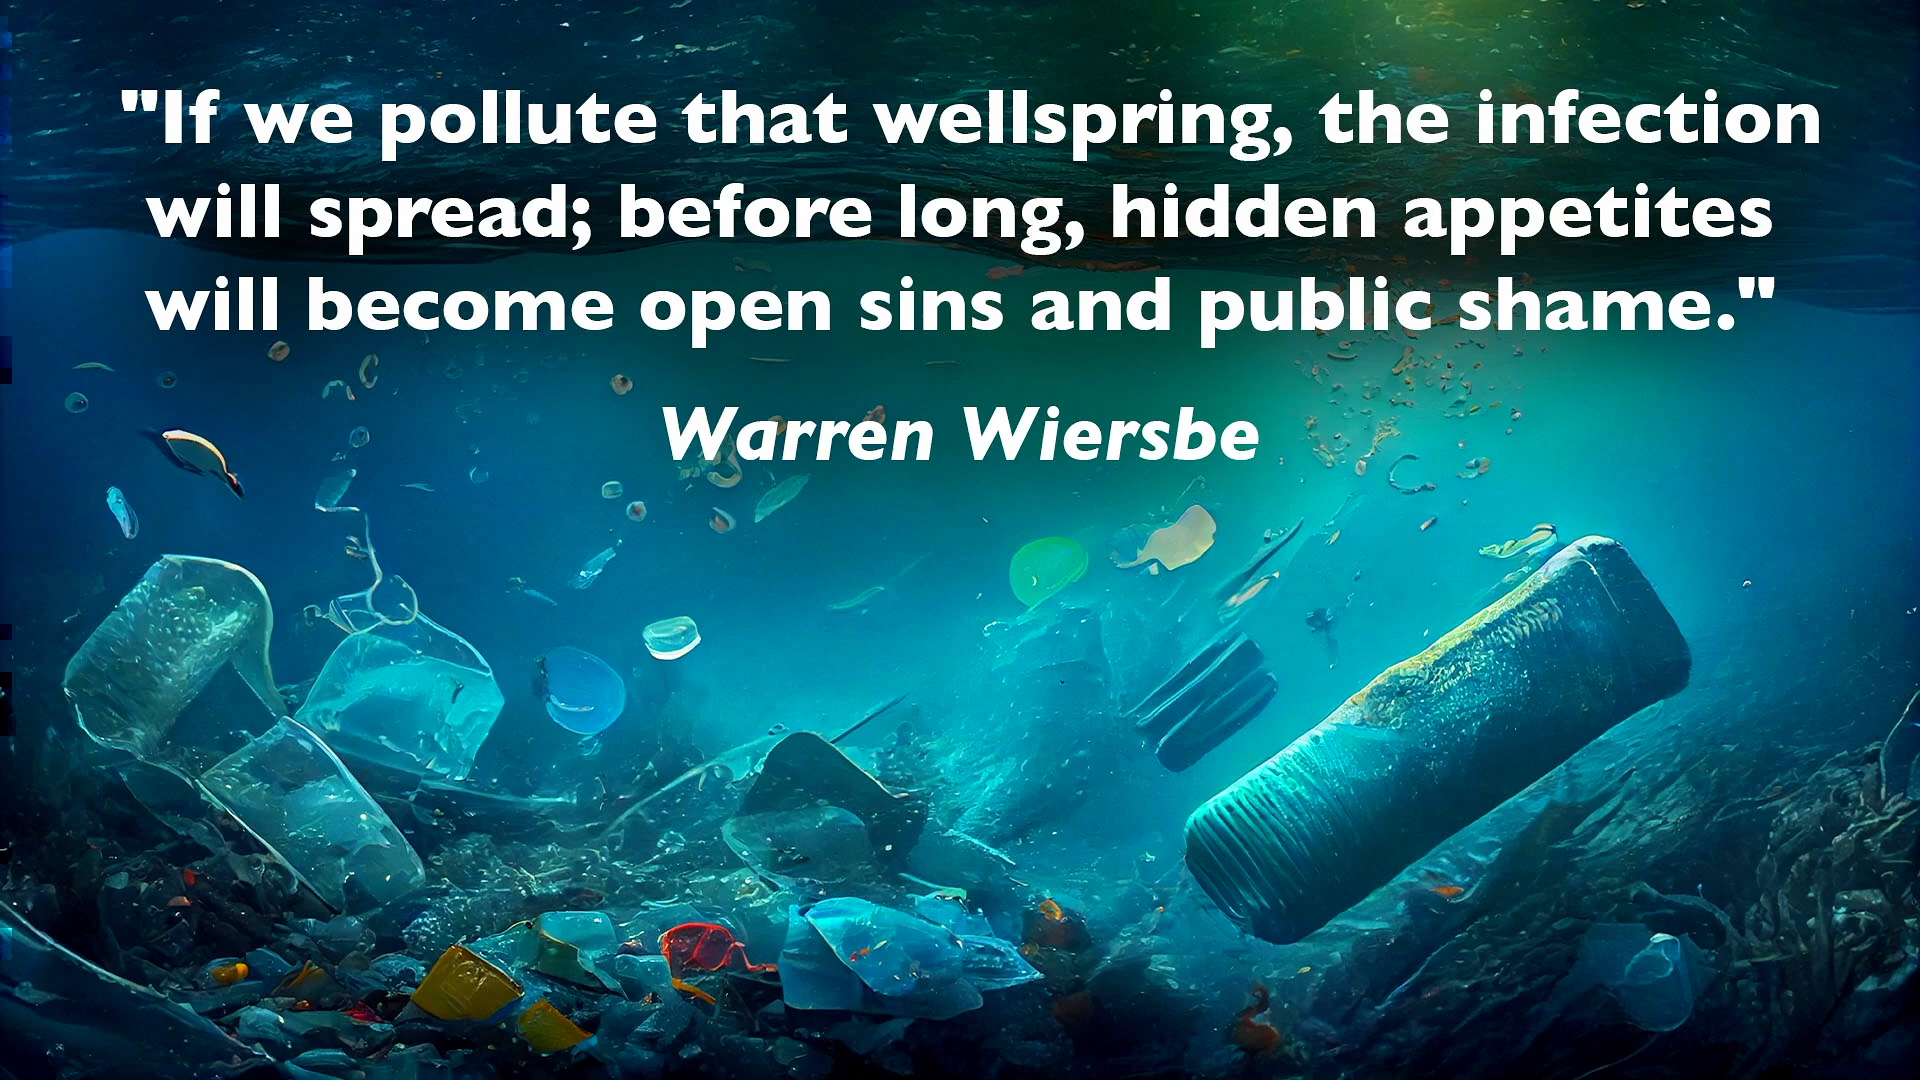 "If we pollute that wellspring, the infection
will spread; before long, hidden appetites
will become open sins and public shame."
Warren Wiersbe